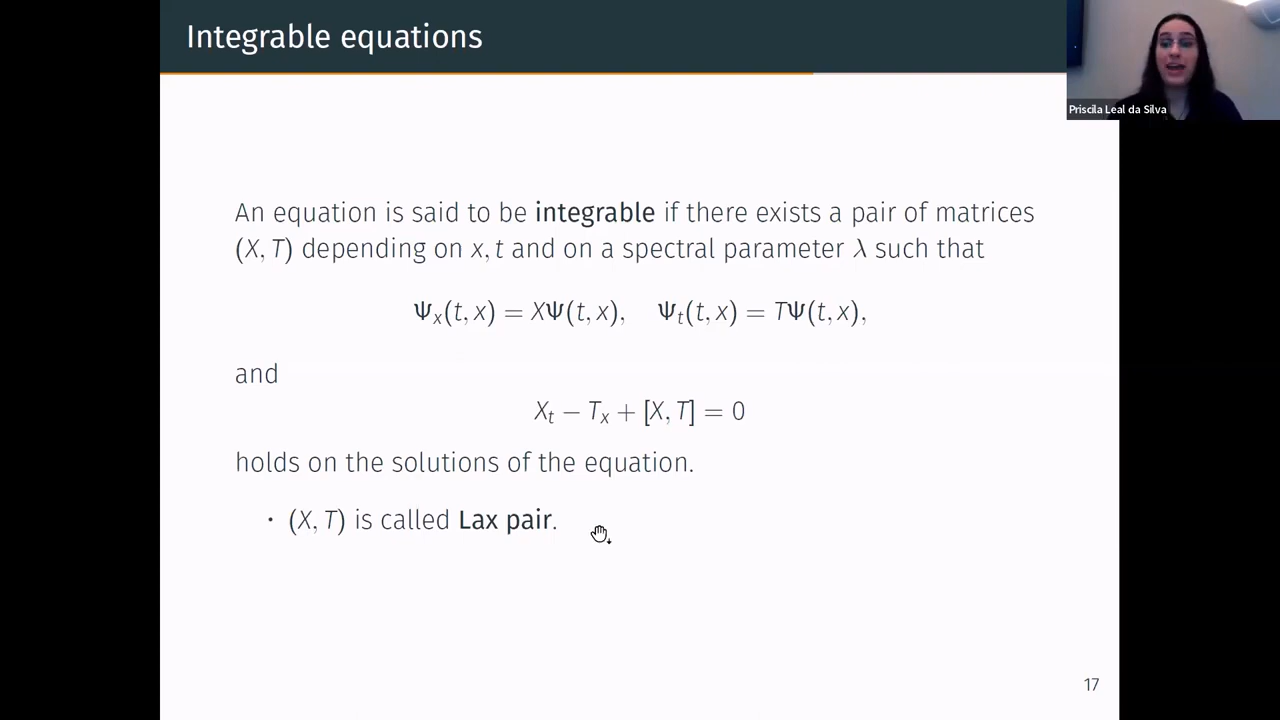 Integrable equations
Priscila Leal da Silva
An equation is said to be integrable if there exists a pair of matrices
(X, T) depending on x, t and on a spectral parameter λ such that
Ψₓ(t, x) = XΨ(t, x), Ψₜ(t, x) = TΨ(t, x),
and
Xₜ − Tₓ + [X, T] = 0
holds on the solutions of the equation.
· (X, T) is called Lax pair.
17